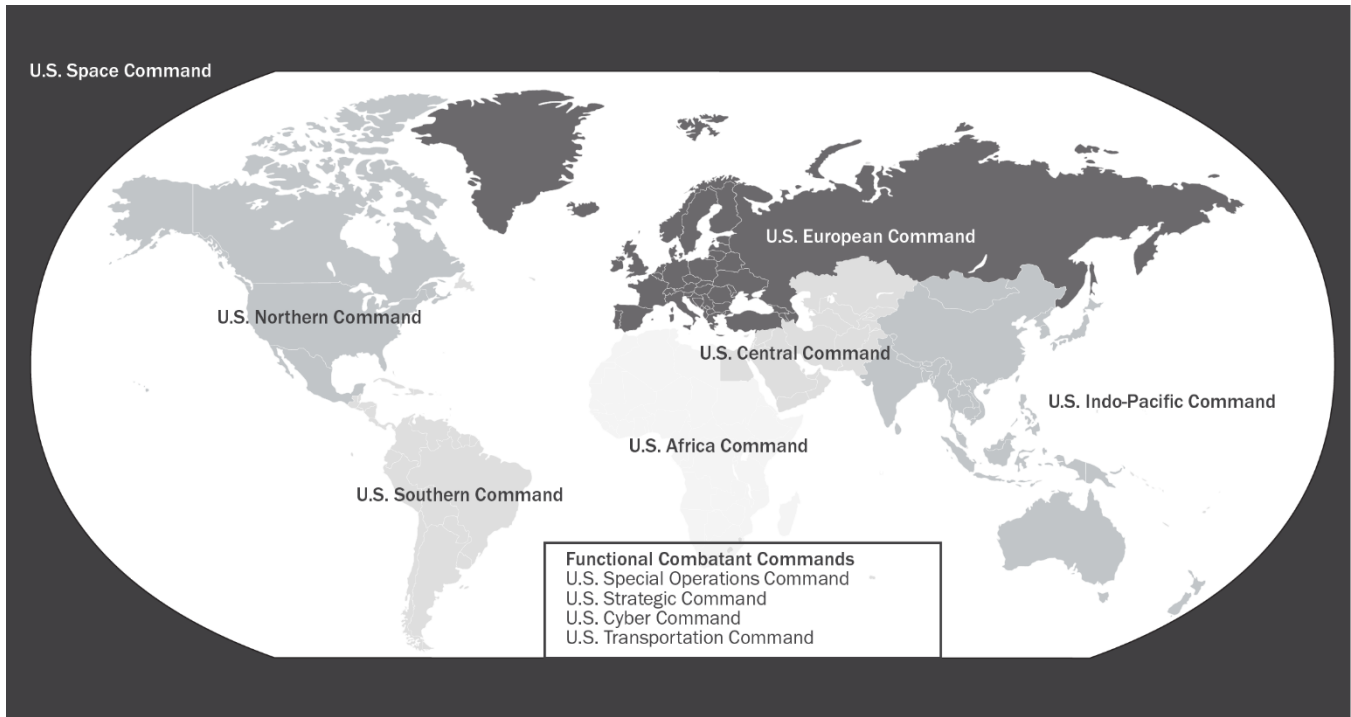 U.S. Space Command
U.S. European Command
U.S. Northern Command
U.S. Central Command
U.S. Indo-Pacific Command
U.S. Africa Command
U.S. Southern Command
Functional Combatant Commands
U.S. Special Operations Command
U.S. Strategic Command
U.S. Cyber Command
U.S. Transportation Command